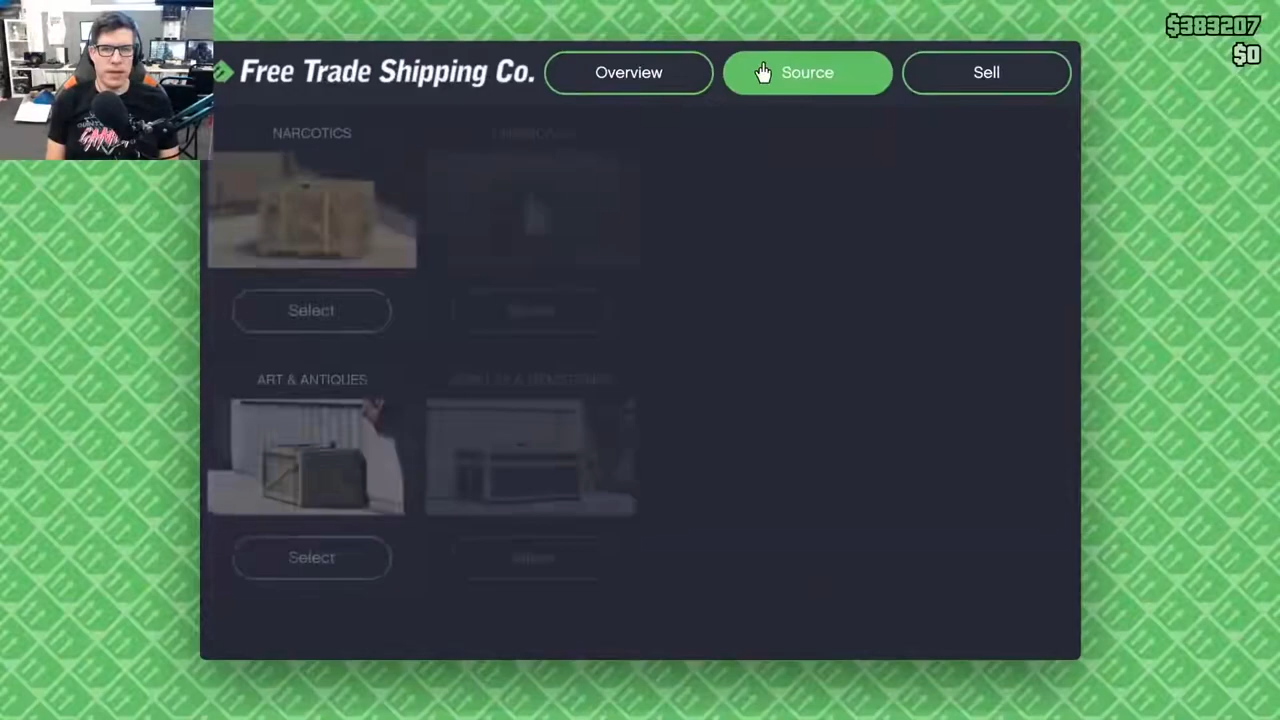 $383207
$0
Free Trade Shipping Co.
Overview
Source
Sell
NARCOTICS
Select
ART & ANTIQUES
Select